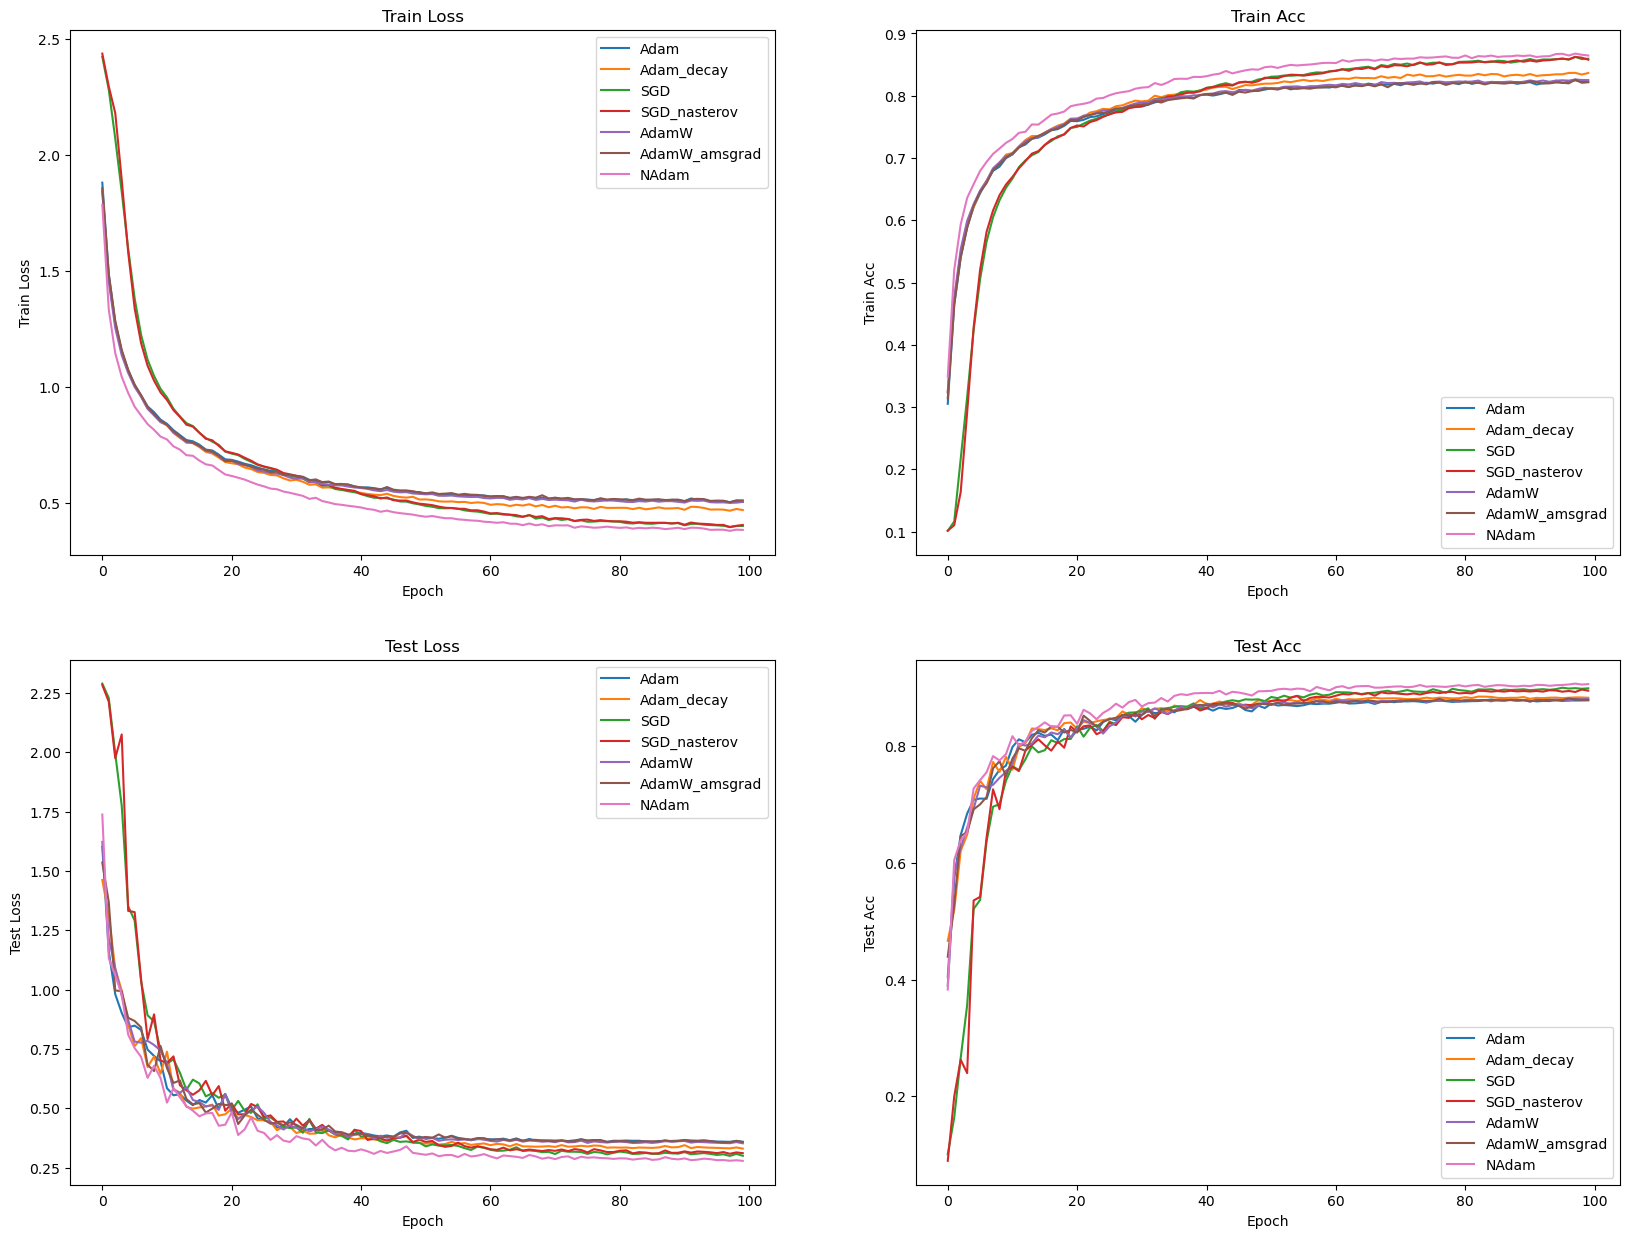 Train Loss
Train Loss
2.5
2.0
1.5
1.0
0.5
0 20 40 60 80 100
Epoch
Adam
Adam_decay
SGD
SGD_nasterov
AdamW
AdamW_amsgrad
NAdam
Train Acc
Train Acc
0.9
0.8
0.7
0.6
0.5
0.4
0.3
0.2
0.1
0 20 40 60 80 100
Epoch
Adam
Adam_decay
SGD
SGD_nasterov
AdamW
AdamW_amsgrad
NAdam
Test Loss
Test Loss
2.25
2.00
1.75
1.50
1.25
1.00
0.75
0.50
0.25
0 20 40 60 80 100
Epoch
Adam
Adam_decay
SGD
SGD_nasterov
AdamW
AdamW_amsgrad
NAdam
Test Acc
Test Acc
0.8
0.6
0.4
0.2
0 20 40 60 80 100
Epoch
Adam
Adam_decay
SGD
SGD_nasterov
AdamW
AdamW_amsgrad
NAdam